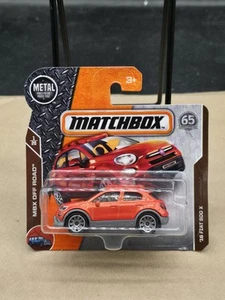 METAL
3+
MATCHBOX
65
MBX OFF ROAD
'16 FIAT 500 X